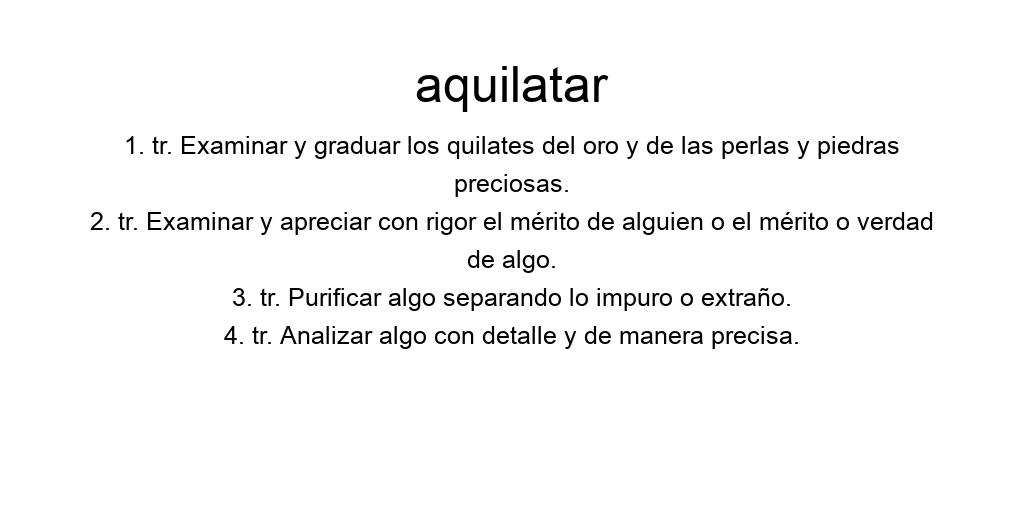 aquilatar
1. tr. Examinar y graduar los quilates del oro y de las perlas y piedras
preciosas.
2. tr. Examinar y apreciar con rigor el mérito de alguien o el mérito o verdad
de algo.
3. tr. Purificar algo separando lo impuro o extraño.
4. tr. Analizar algo con detalle y de manera precisa.